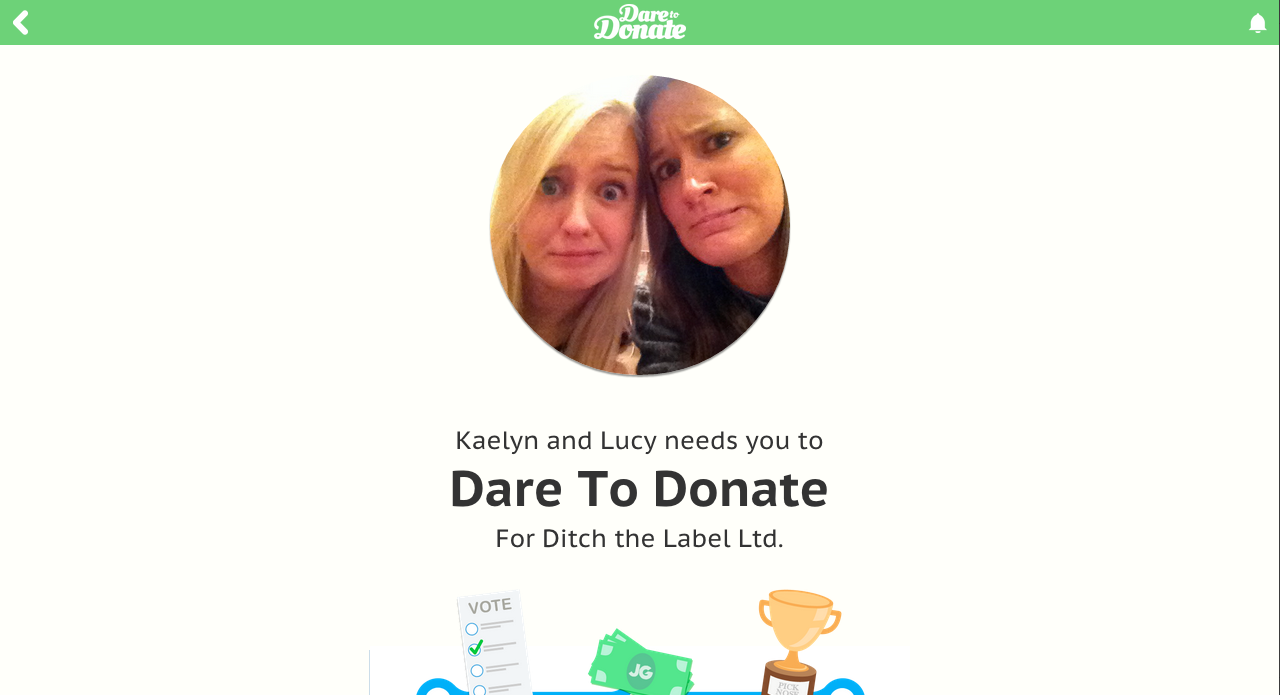 Dare to
Donate
Kaelyn and Lucy needs you to
Dare To Donate
For Ditch the Label Ltd.
VOTE
JG
PICK
NOSE